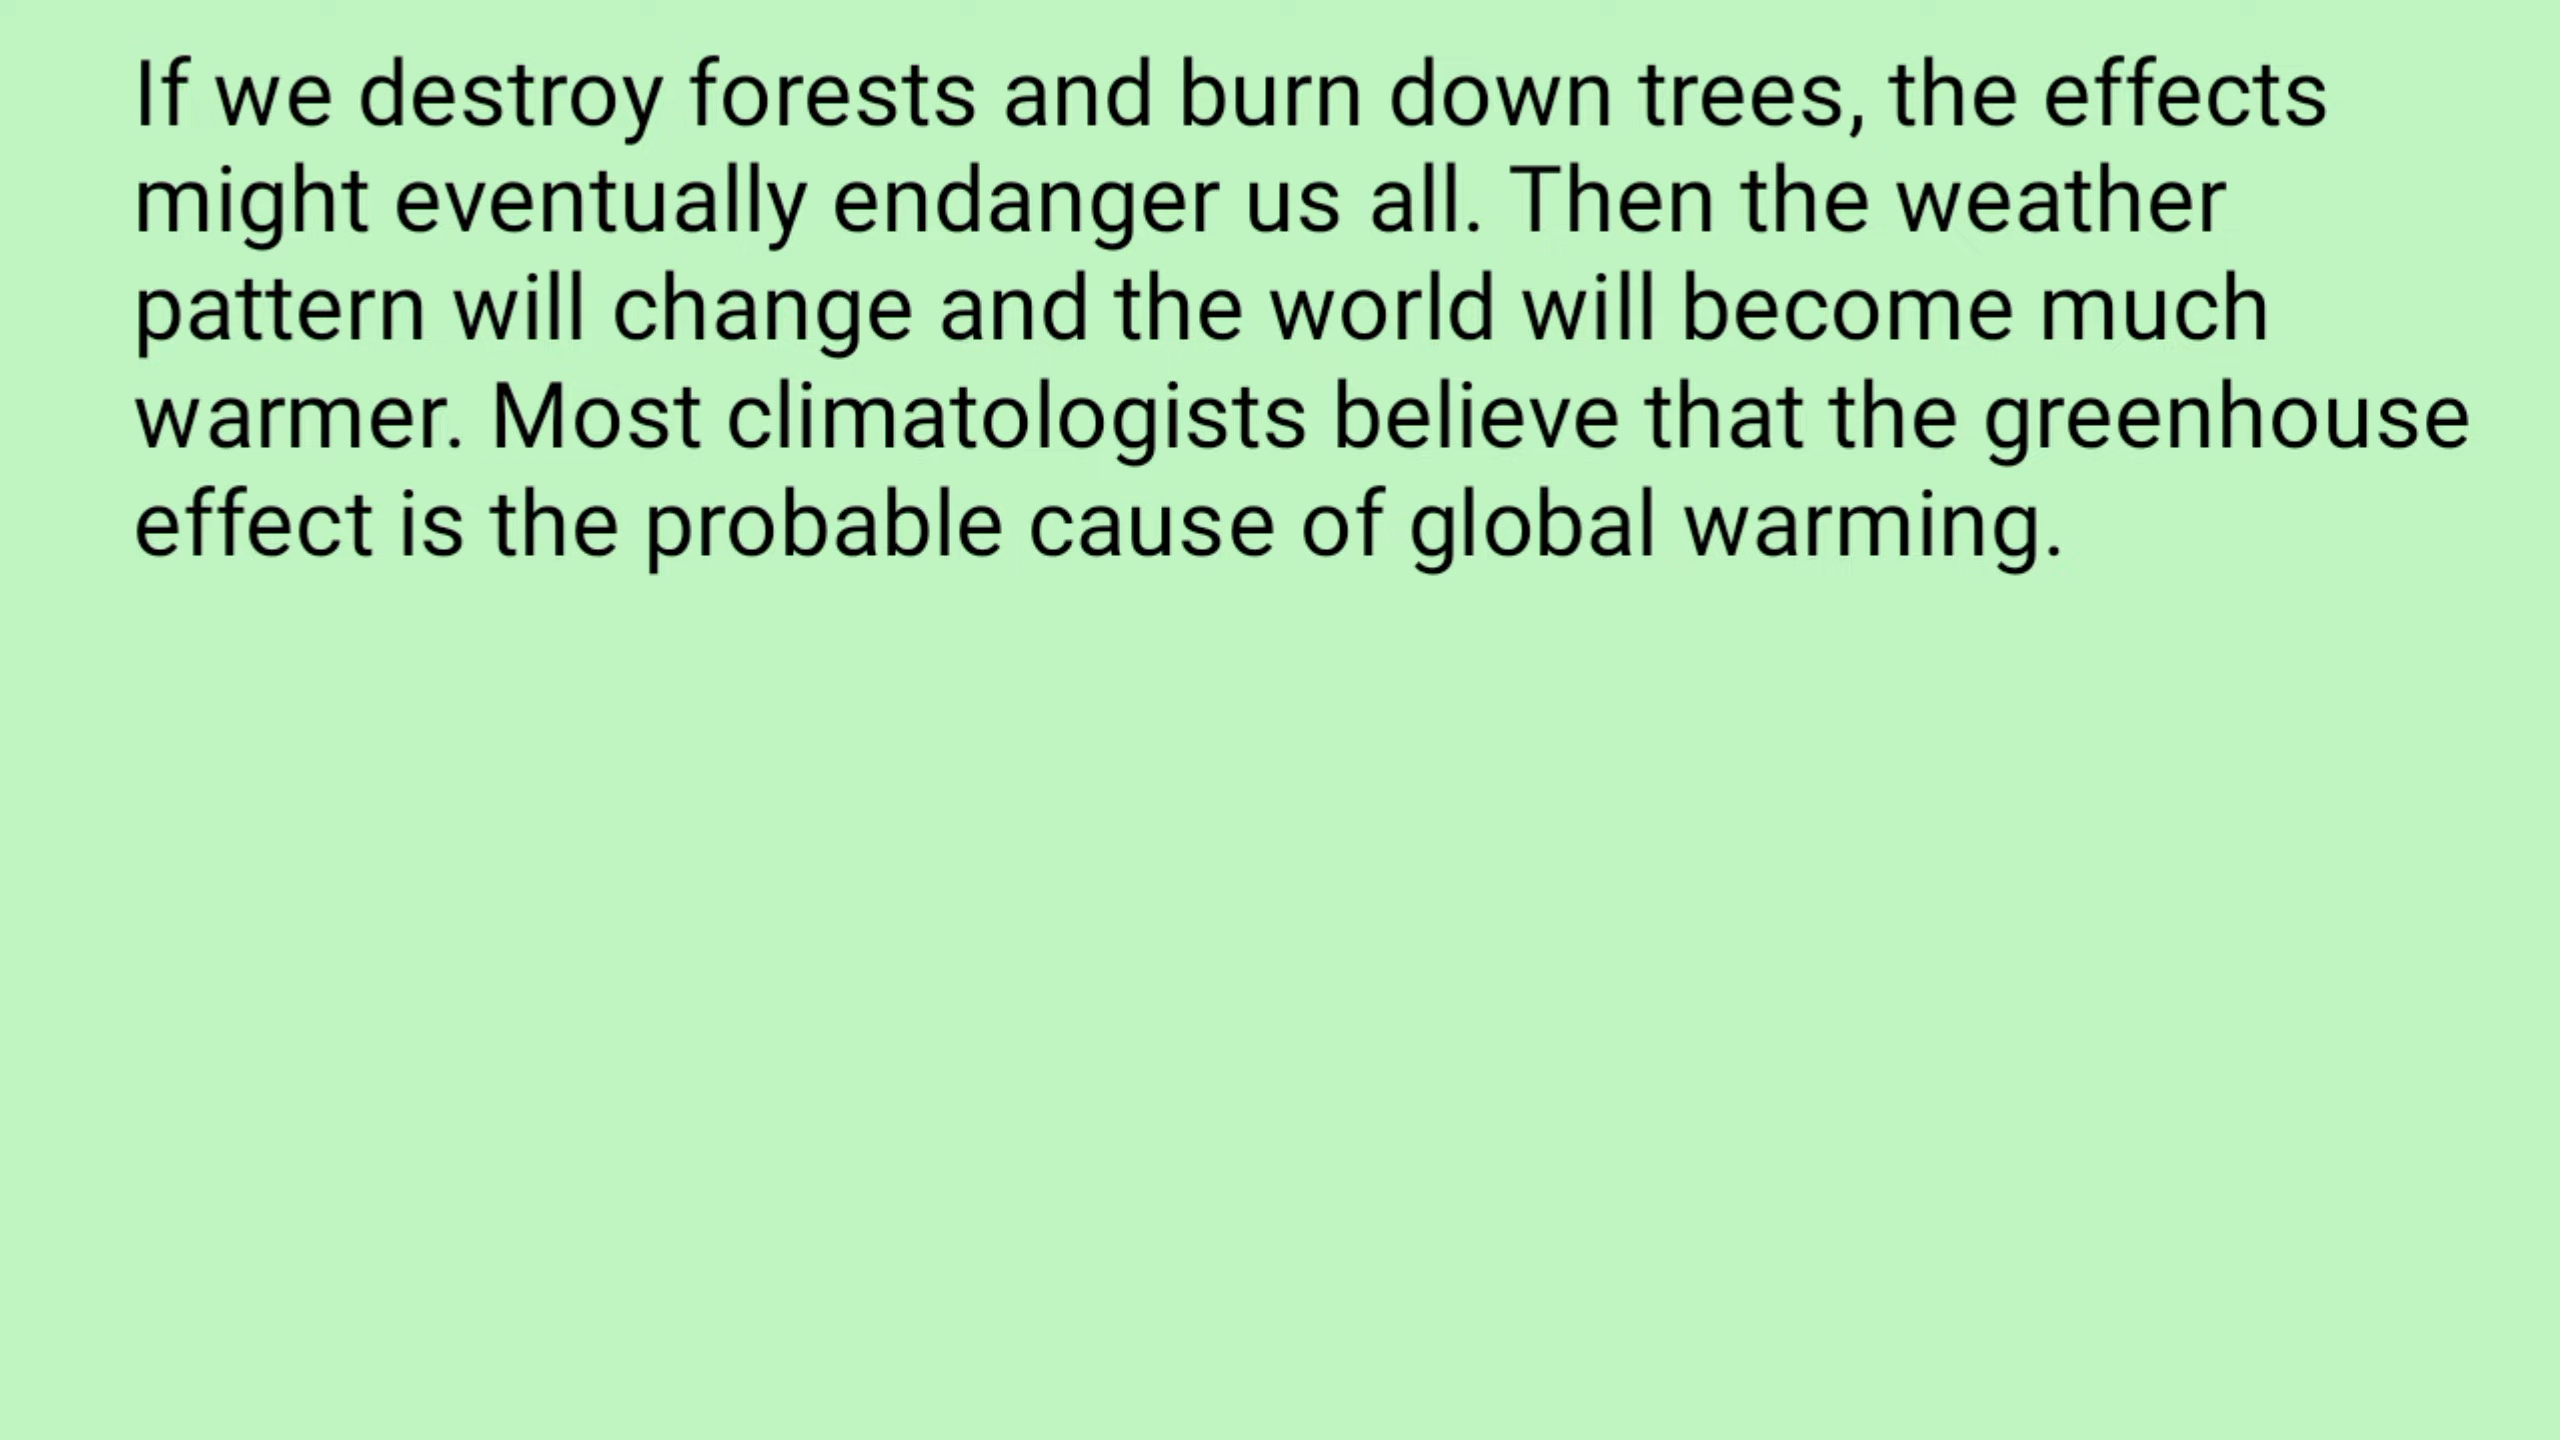 If we destroy forests and burn down trees, the effects
might eventually endanger us all. Then the weather
pattern will change and the world will become much
warmer. Most climatologists believe that the greenhouse
effect is the probable cause of global warming.